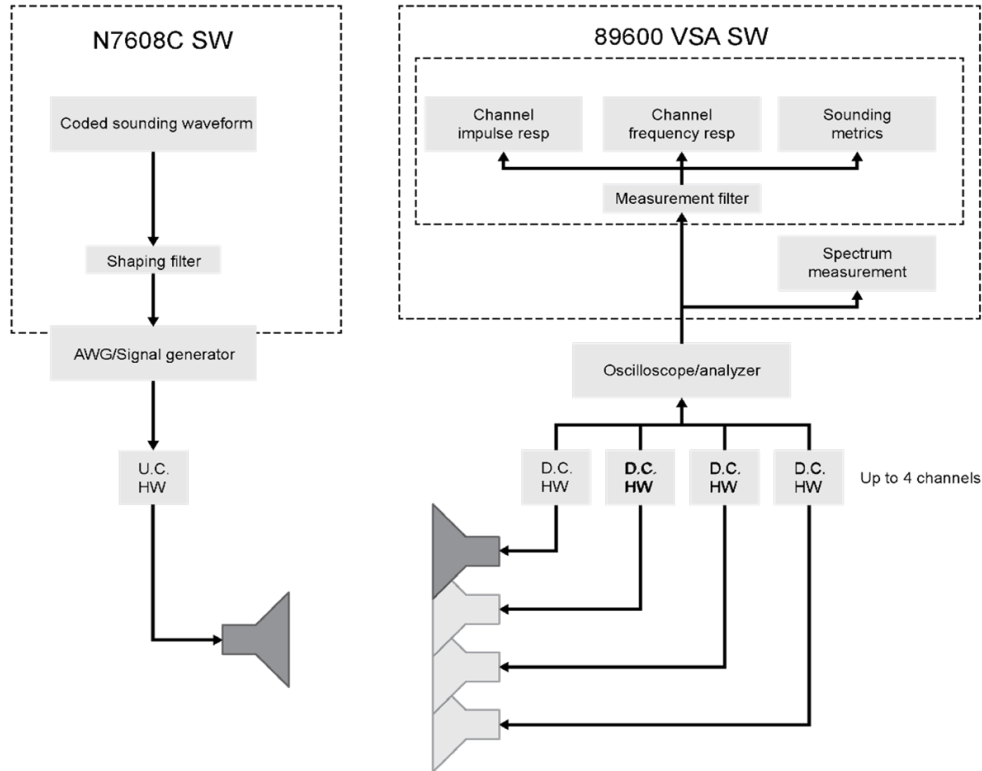 N7608C SW
Coded sounding waveform
Shaping filter
AWG/Signal generator
U.C.
HW
89600 VSA SW
Channel
impulse resp
Channel
frequency resp
Sounding
metrics
Measurement filter
Spectrum
measurement
Oscilloscope/analyzer
D.C.
HW
D.C.
HW
D.C.
HW
D.C.
HW
Up to 4 channels